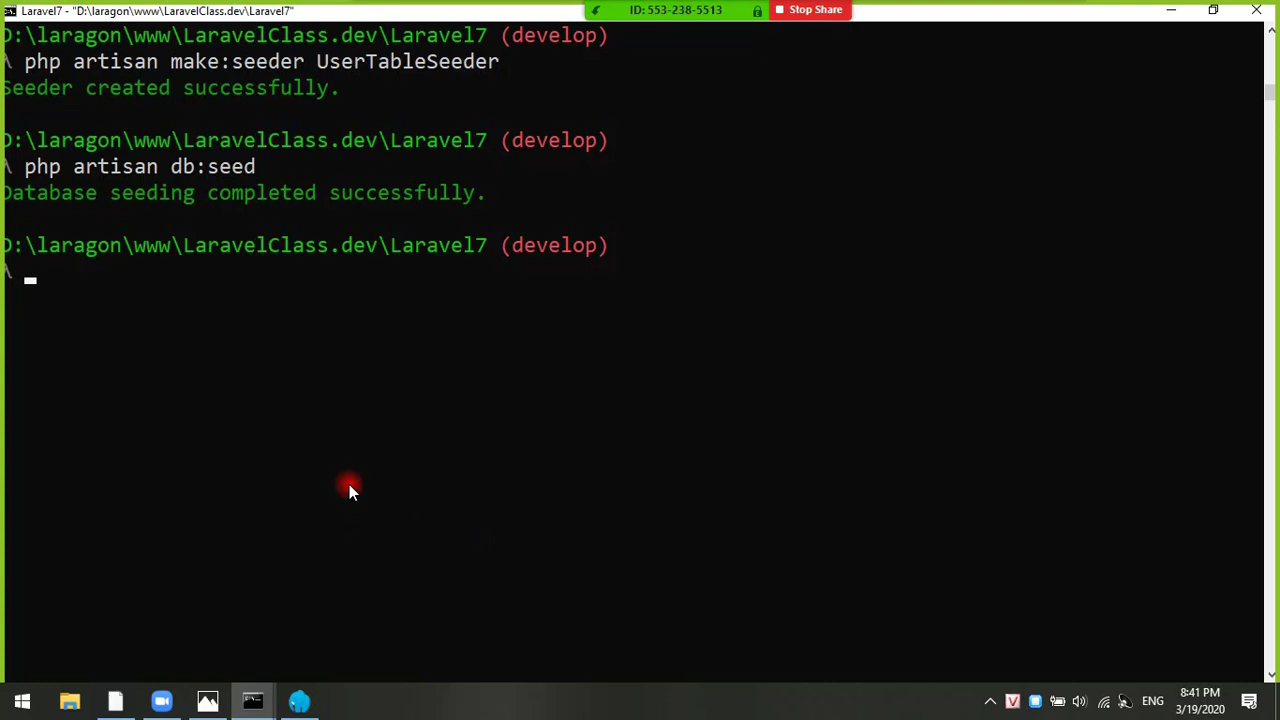 Laravel7 - "D:\laragon\www\LaravelClass.dev\Laravel7"
ID: 553-238-5513
Stop Share
D:\laragon\www\LaravelClass.dev\Laravel7 (develop)
λ php artisan make:seeder UserTableSeeder
Seeder created successfully.
D:\laragon\www\LaravelClass.dev\Laravel7 (develop)
λ php artisan db:seed
Database seeding completed successfully.
D:\laragon\www\LaravelClass.dev\Laravel7 (develop)
λ
ENG
8:41 PM
3/19/2020